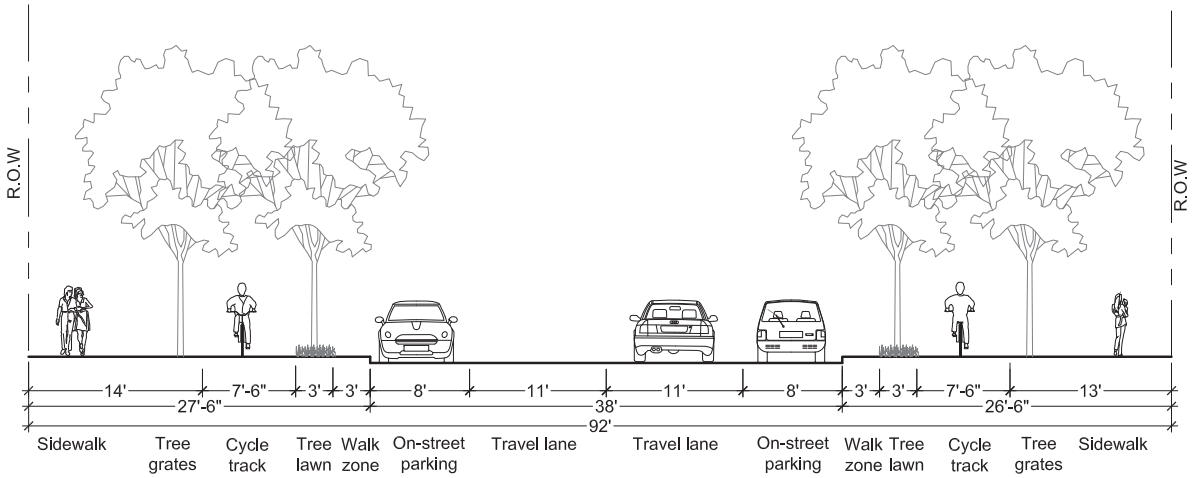 R.O.W
R.O.W
14' 7'-6" 3' 3' 8' 11' 11' 8' 3' 3' 7'-6" 13'
27'-6" 38' 26'-6"
92'
Sidewalk Tree Cycle Tree Walk On-street Travel lane Travel lane On-street Walk Tree Cycle Tree Sidewalk
grates track lawn zone parking parking zone lawn track grates